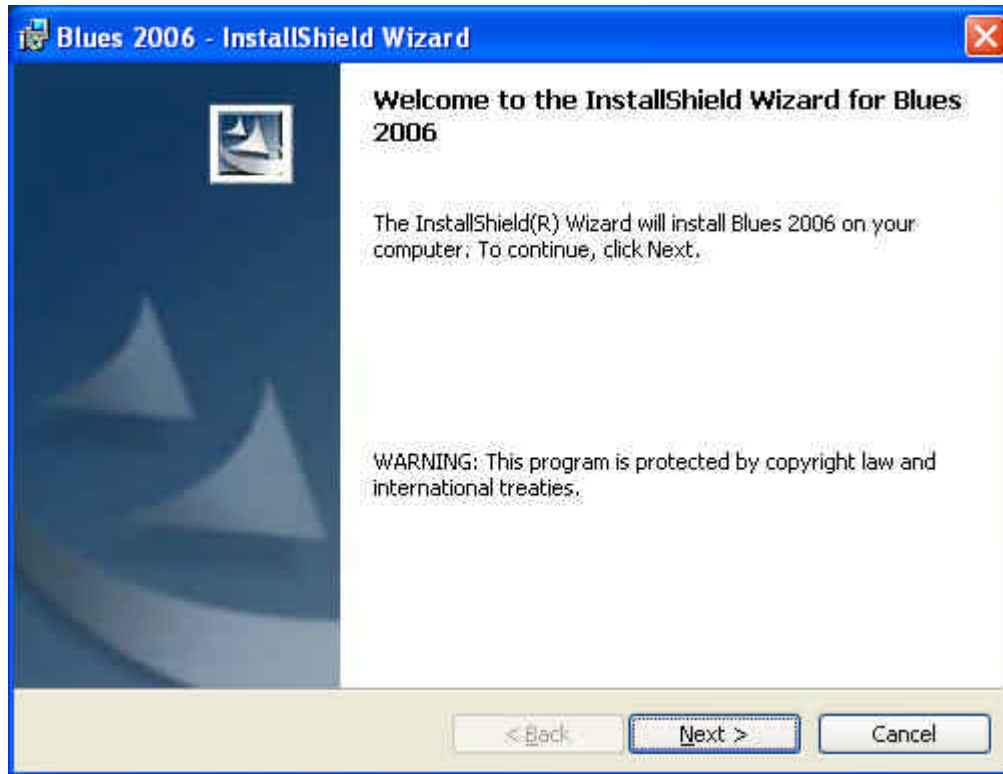 Blues 2006 - InstallShield Wizard
Welcome to the InstallShield Wizard for Blues
2006
The InstallShield(R) Wizard will install Blues 2006 on your
computer. To continue, click Next.
WARNING: This program is protected by copyright law and
international treaties.
< Back
Next >
Cancel